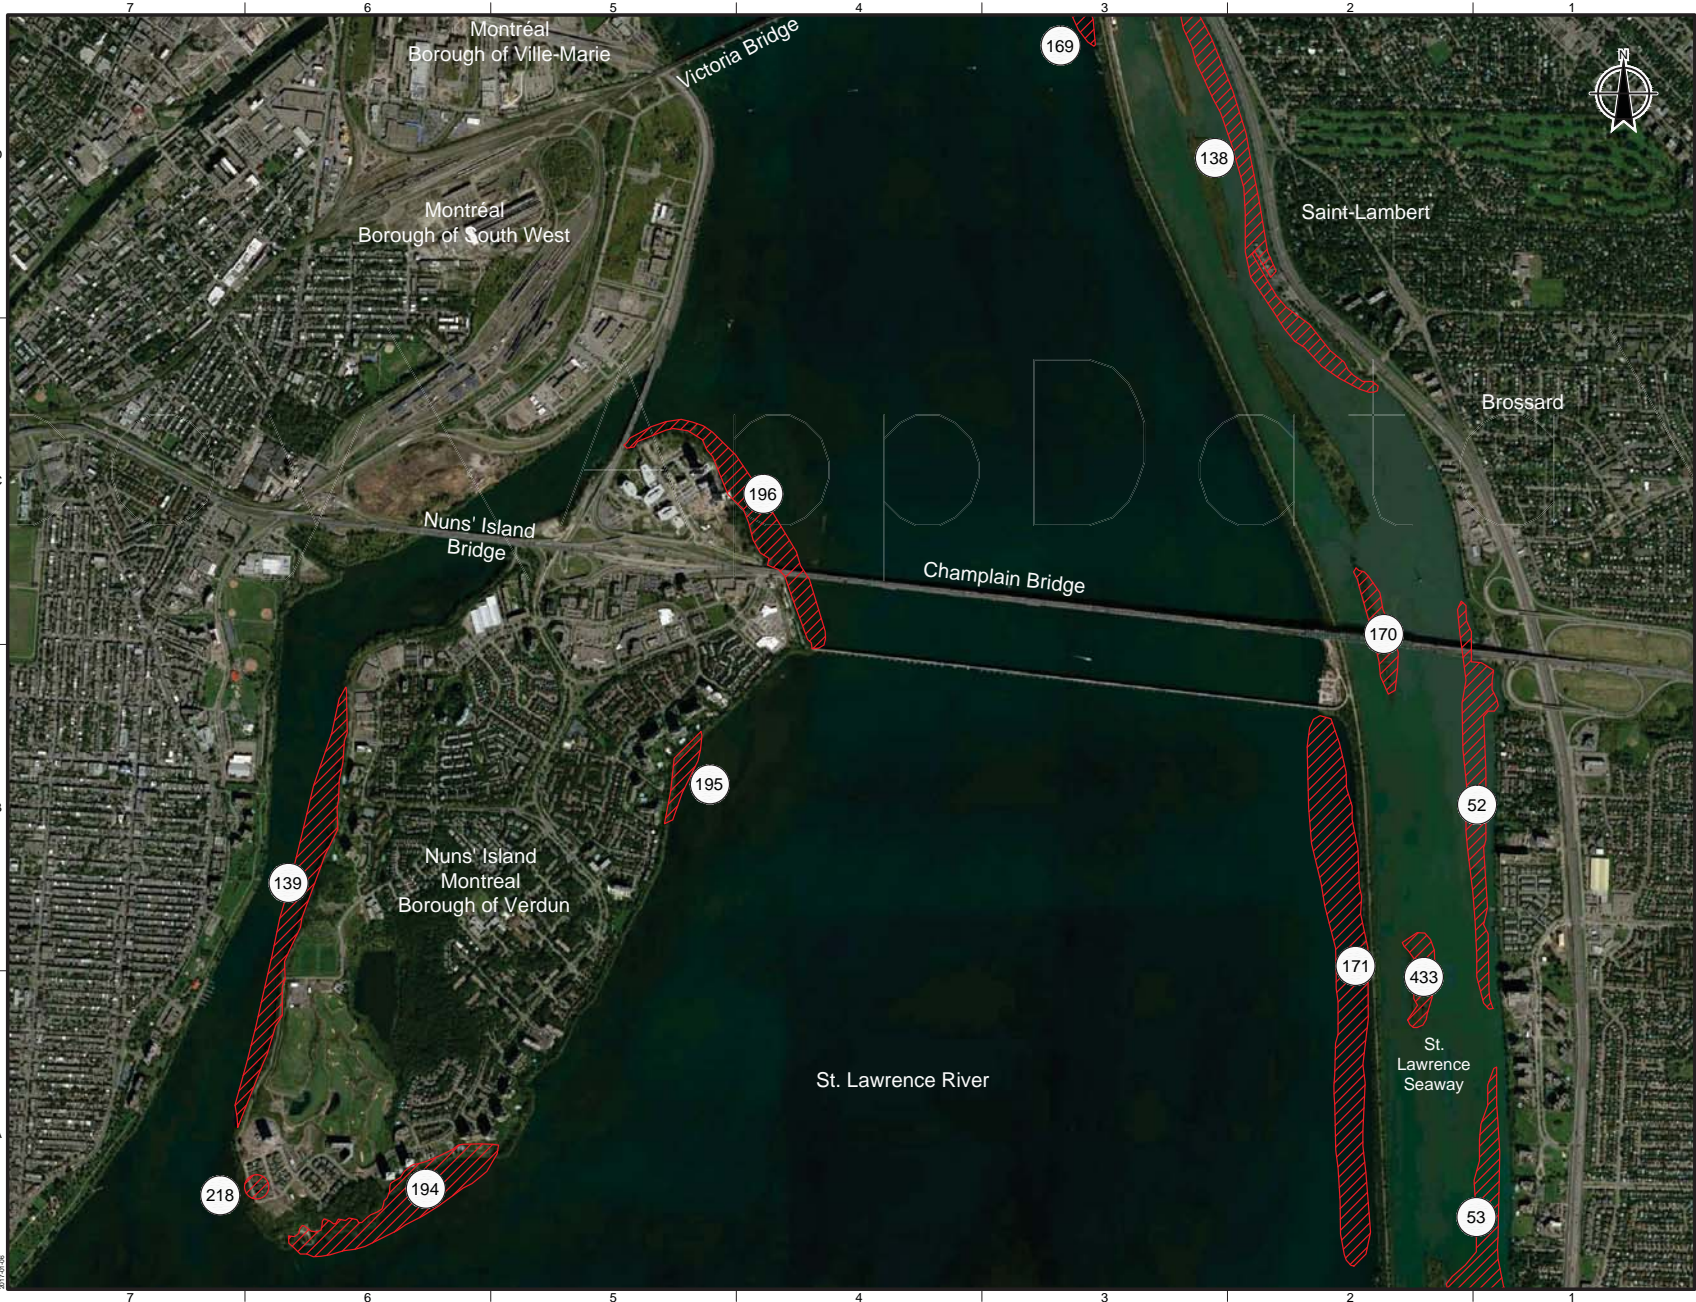 7 6 5 4 3 2 1
Montréal
Borough of Ville-Marie
Victoria Bridge
169
N
138
Saint-Lambert
Montréal
Borough of South West
Brossard
196
Nuns' Island
Bridge
Champlain Bridge
170
195
52
Nuns' Island
Montreal
Borough of Verdun
139
171
433
St.
Lawrence
Seaway
St. Lawrence River
218
194
53
7 6 5 4 3 2 1